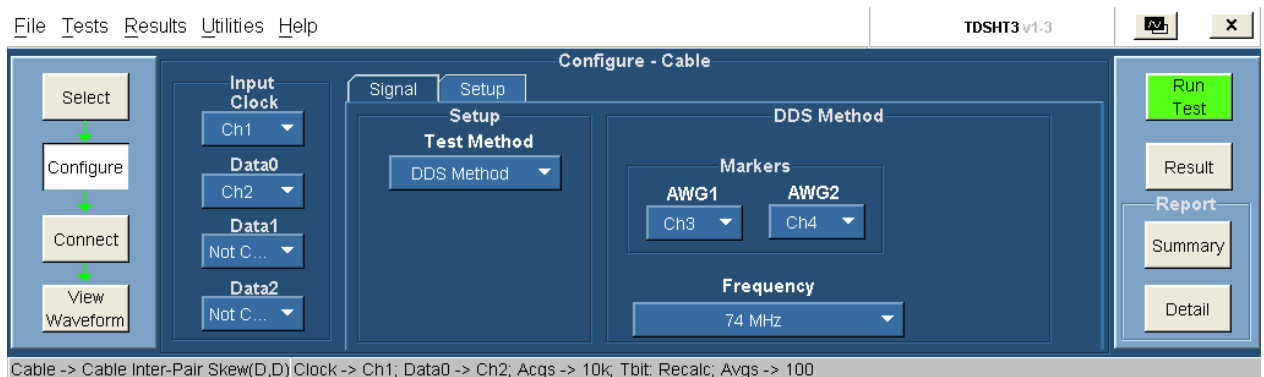 File Tests Results Utilities Help
TDSHT3 v1-3
x
Configure - Cable
Select
Configure
Connect
View
Waveform
Input
Clock
Ch1
Data0
Ch2
Data1
Not C...
Data2
Not C...
Signal
Setup
Setup
Test Method
DDS Method
DDS Method
Markers
AWG1
Ch3
AWG2
Ch4
Frequency
74 MHz
Run
Test
Result
Report
Summary
Detail
Cable -> Cable Inter-Pair Skew(D,D) Clock -> Ch1; Data0 -> Ch2; Acqs -> 10k; Tbit: Recalc; Avgs -> 100